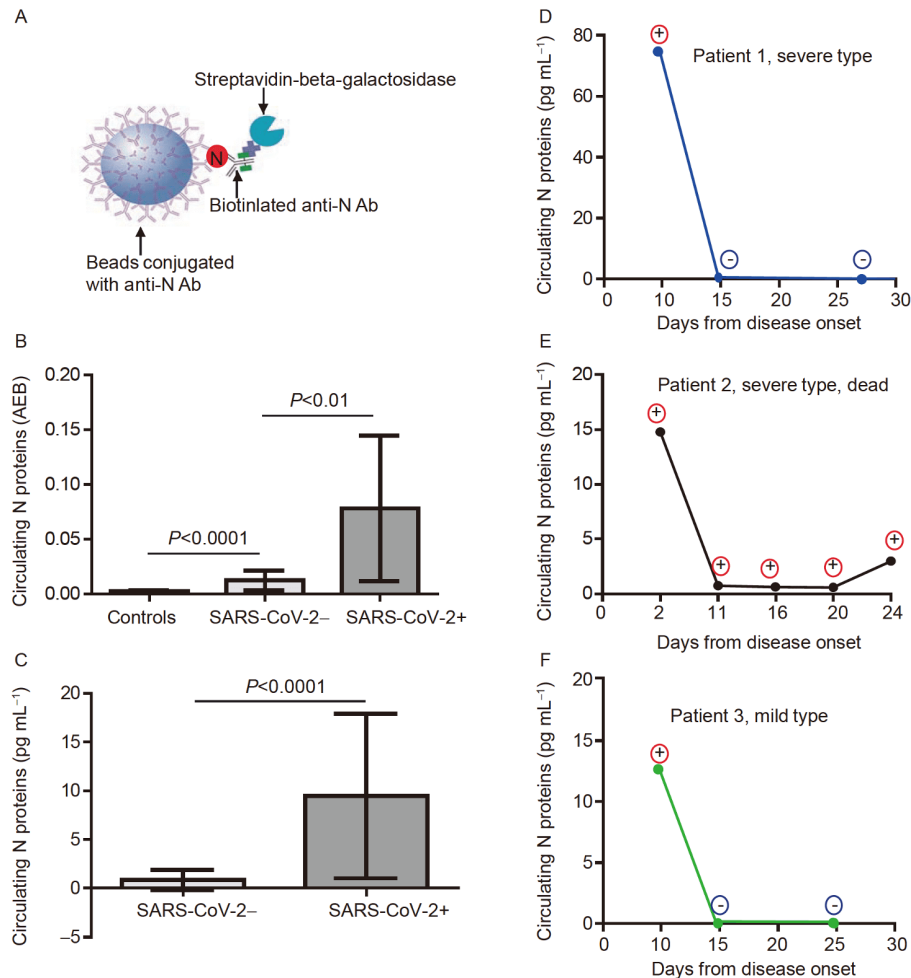 A
Streptavidin-beta-galactosidase
N
Biotinlated anti-N Ab
Beads conjugated
with anti-N Ab
B
Circulating N proteins (AEB)
0.20
0.15
0.10
0.05
0.00
P<0.01
P<0.0001
Controls
SARS-CoV-2–
SARS-CoV-2+
C
Circulating N proteins (pg mL⁻¹)
20
15
10
5
0
–5
P<0.0001
SARS-CoV-2–
SARS-CoV-2+
D
Circulating N proteins (pg mL⁻¹)
80
60
40
20
0
+
Patient 1, severe type
-
-
0 10 15 20 25 30
Days from disease onset
E
Circulating N proteins (pg mL⁻¹)
20
15
10
5
0
Patient 2, severe type, dead
+
+
+
+
+
0 2 11 16 20 24
Days from disease onset
F
Circulating N proteins (pg mL⁻¹)
15
10
5
0
Patient 3, mild type
+
-
-
0 10 15 20 25 30
Days from disease onset